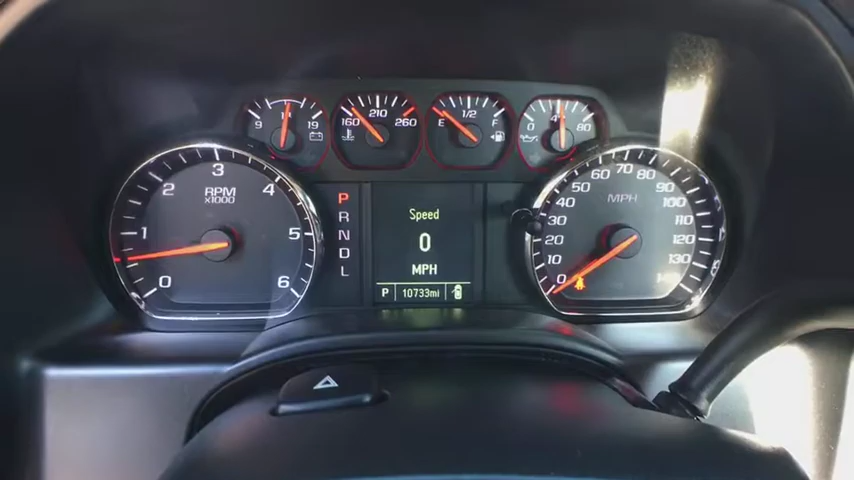 9 19
160 210 260
E 1/2 F
0 80
RPM
x1000
0 1 2 3 4 5 6
P
R
N
D
L
Speed
0
MPH
P 10733mi
MPH
0 10 20 30 40 50 60 70 80 90 100 110 120 130